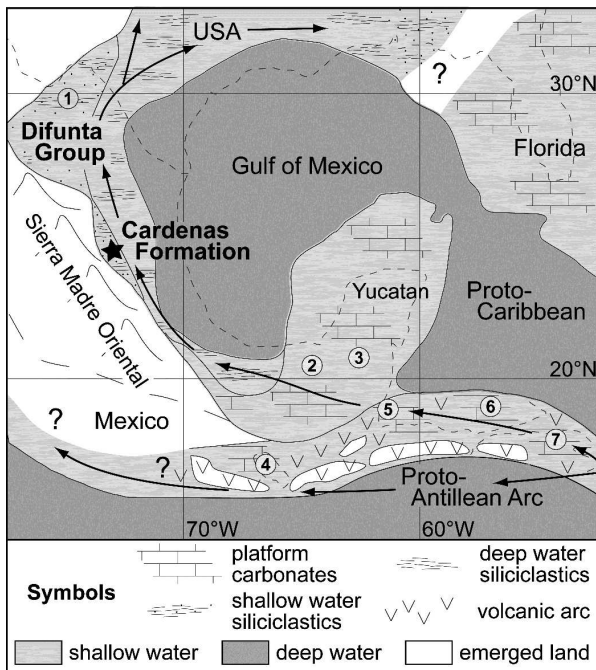 USA
?
30°N
1
Difunta
Group
Florida
Gulf of Mexico
Cardenas
Formation
Sierra Madre Oriental
Yucatan
Proto-
Caribbean
2
3
20°N
5
6
?
Mexico
7
?
4
Proto-
Antillean Arc
70°W
60°W
Symbols
platform
carbonates
deep water
siliciclastics
shallow water
siliciclastics
volcanic arc
shallow water
deep water
emerged land